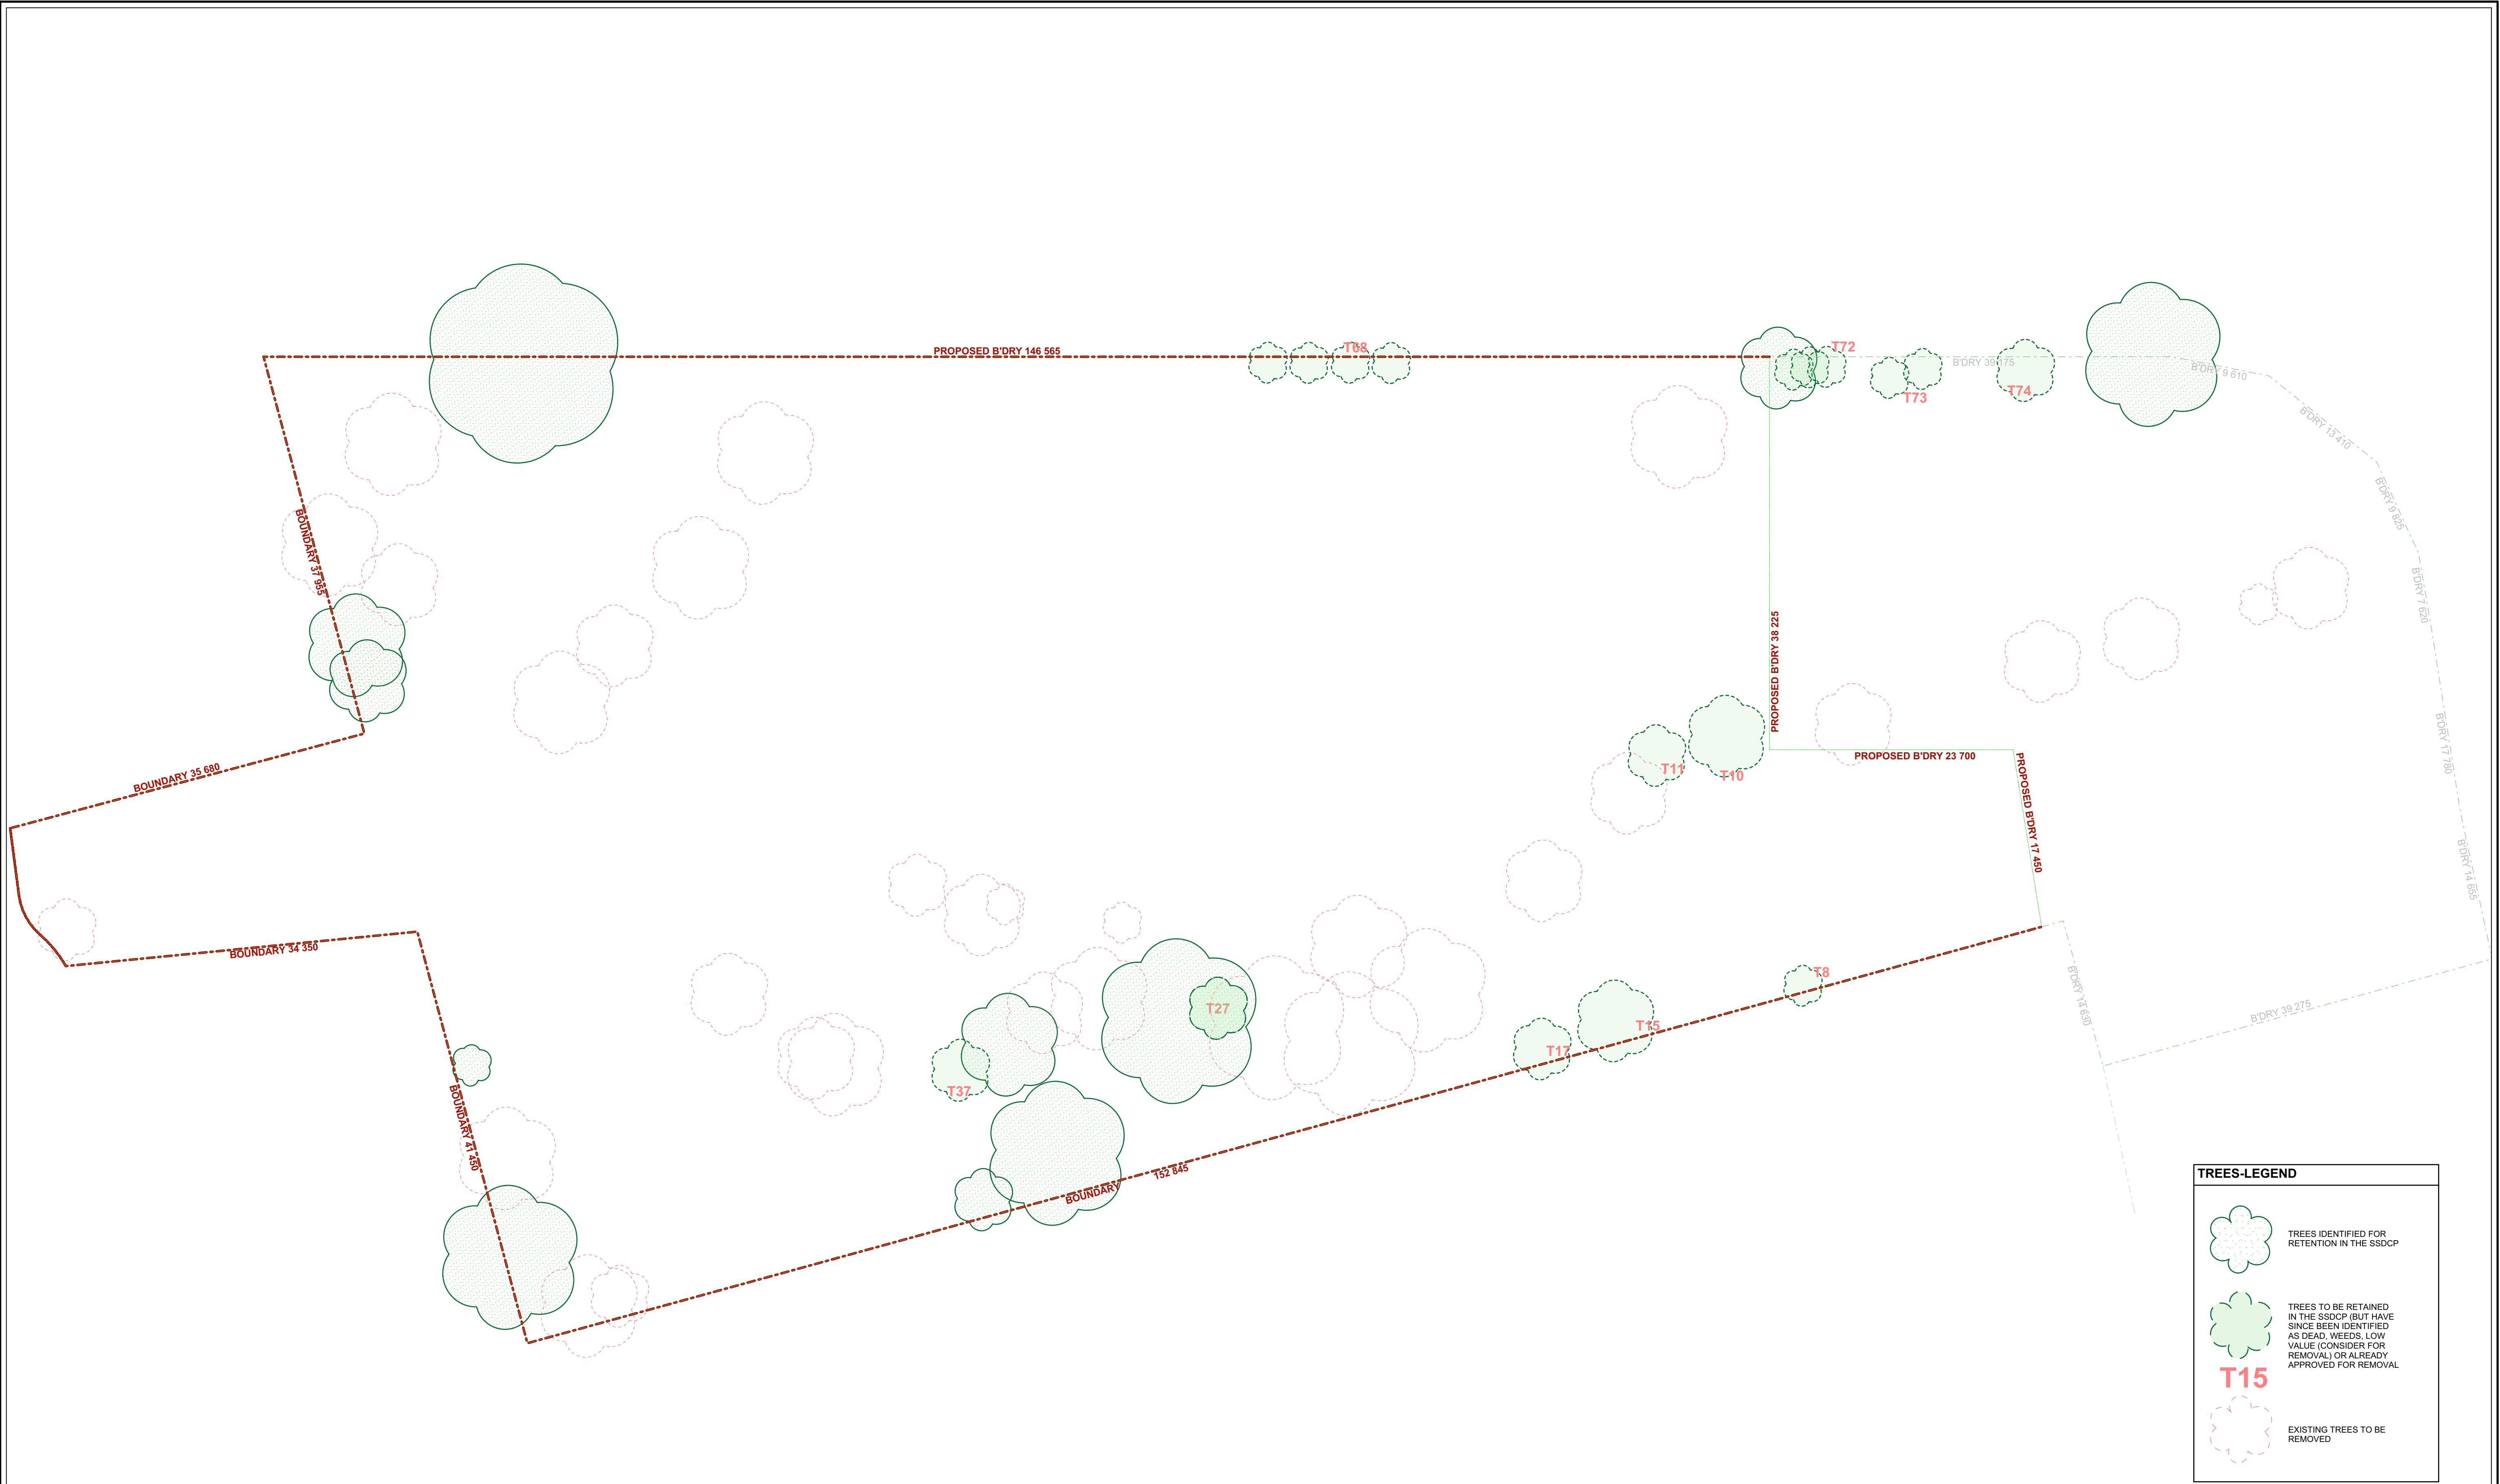 PROPOSED B'DRY 146 565
T68
T72
B'DRY 39 175
T73
T74
B'DRY 9 610
B'DRY 13 410
B'DRY 9 825
BOUNDARY 37 955
B'DRY 7 620
PROPOSED B'DRY 38 225
T11
T10
PROPOSED B'DRY 23 700
PROPOSED B'DRY 17 450
B'DRY 17 780
BOUNDARY 35 680
B'DRY 14 655
BOUNDARY 34 350
T8
B'DRY 14 630
T27
B'DRY 39 275
T15
T17
T37
BOUNDARY 41 450
BOUNDARY 152 845
TREES-LEGEND
TREES IDENTIFIED FOR
RETENTION IN THE SSDCP
TREES TO BE RETAINED
IN THE SSDCP (BUT HAVE
SINCE BEEN IDENTIFIED
AS DEAD, WEEDS, LOW
VALUE (CONSIDER FOR
REMOVAL) OR ALREADY
APPROVED FOR REMOVAL
T15
EXISTING TREES TO BE
REMOVED